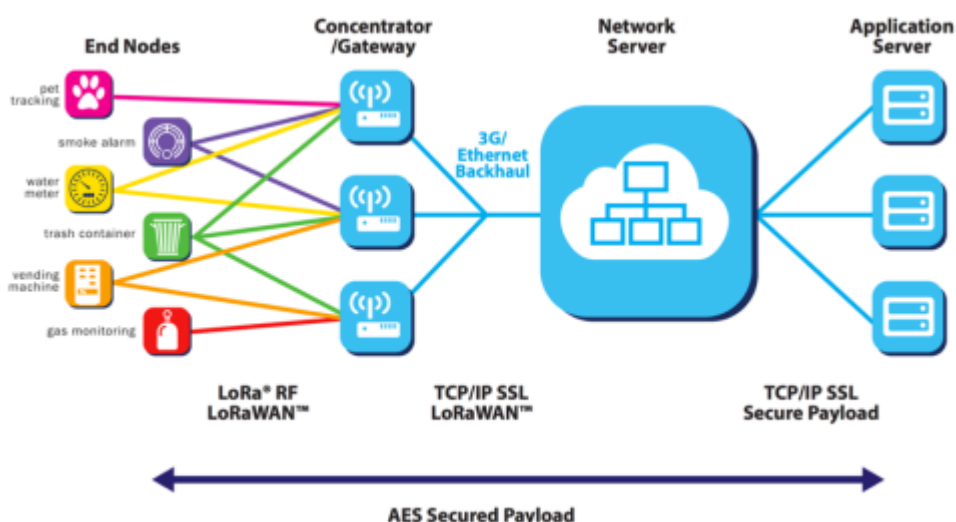 Concentrator
/Gateway
Network
Server
Application
Server
End Nodes
pet
tracking
smoke alarm
water
meter
trash container
vending
machine
gas monitoring
3G/
Ethernet
Backhaul
LoRa® RF
LoRaWAN™
TCP/IP SSL
LoRaWAN™
TCP/IP SSL
Secure Payload
AES Secured Payload